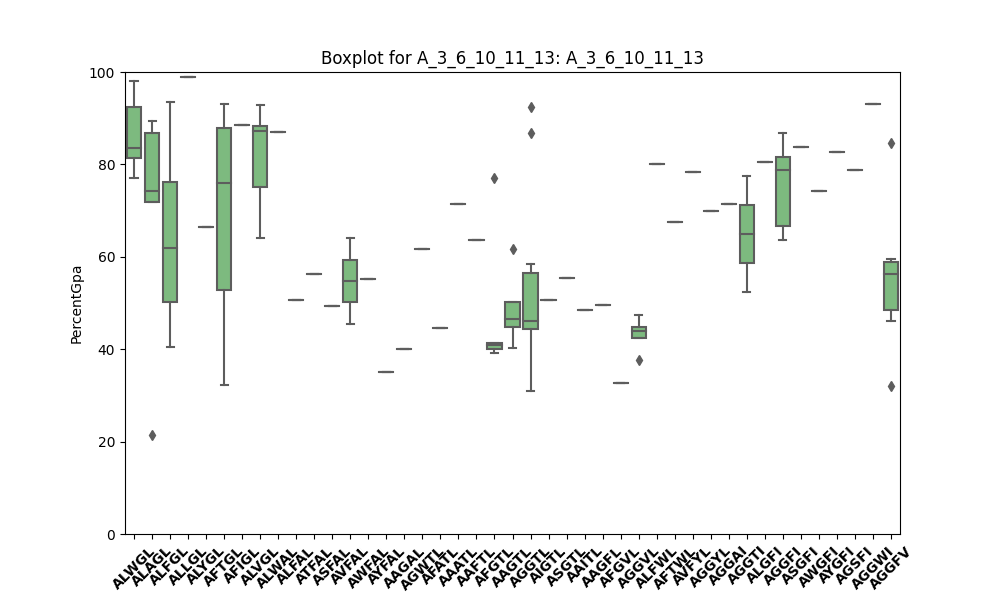 Boxplot for A_3_6_10_11_13: A_3_6_10_11_13
PercentGpa
100
80
60
40
20
0
ALWGL
ALAGL
ALFGL
ALLGL
ALYGL
AFTGL
AFIGL
ALVGL
ALWAL
ALFAL
ATFAL
ASFAL
AVFAL
AWFAL
AYFAL
AAGAL
AGWTL
AFATL
AAATL
AAFTL
AFGTL
AAGTL
AGGTL
AIGTL
ASGTL
AAITL
AAGFL
AFGVL
AGGVL
ALFWL
AFTWL
AVFYL
AGGYL
AGGAI
AGGTI
ALGFI
AGGFI
ASGFI
AWGFI
AYGFI
AGSFI
AGGWI
AGGFV